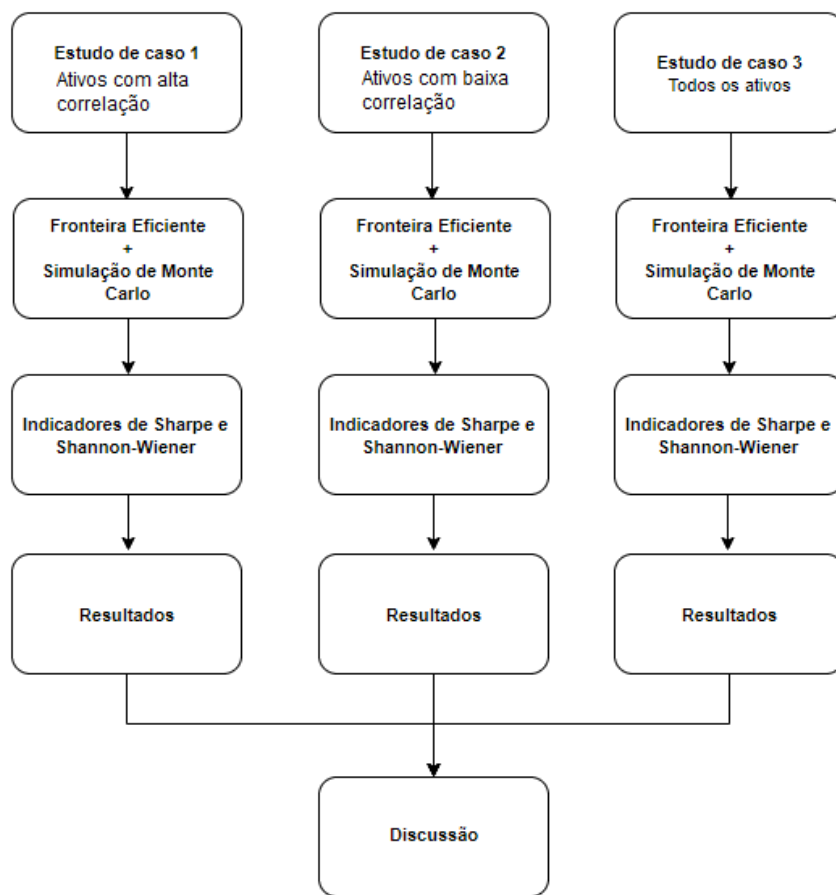 Estudo de caso 1
Ativos com alta
correlação
Estudo de caso 2
Ativos com baixa
correlação
Estudo de caso 3
Todos os ativos
Fronteira Eficiente
+
Simulação de Monte
Carlo
Fronteira Eficiente
+
Simulação de Monte
Carlo
Fronteira Eficiente
+
Simulação de Monte
Carlo
Indicadores de Sharpe e
Shannon-Wiener
Indicadores de Sharpe e
Shannon-Wiener
Indicadores de Sharpe e
Shannon-Wiener
Resultados
Resultados
Resultados
Discussão